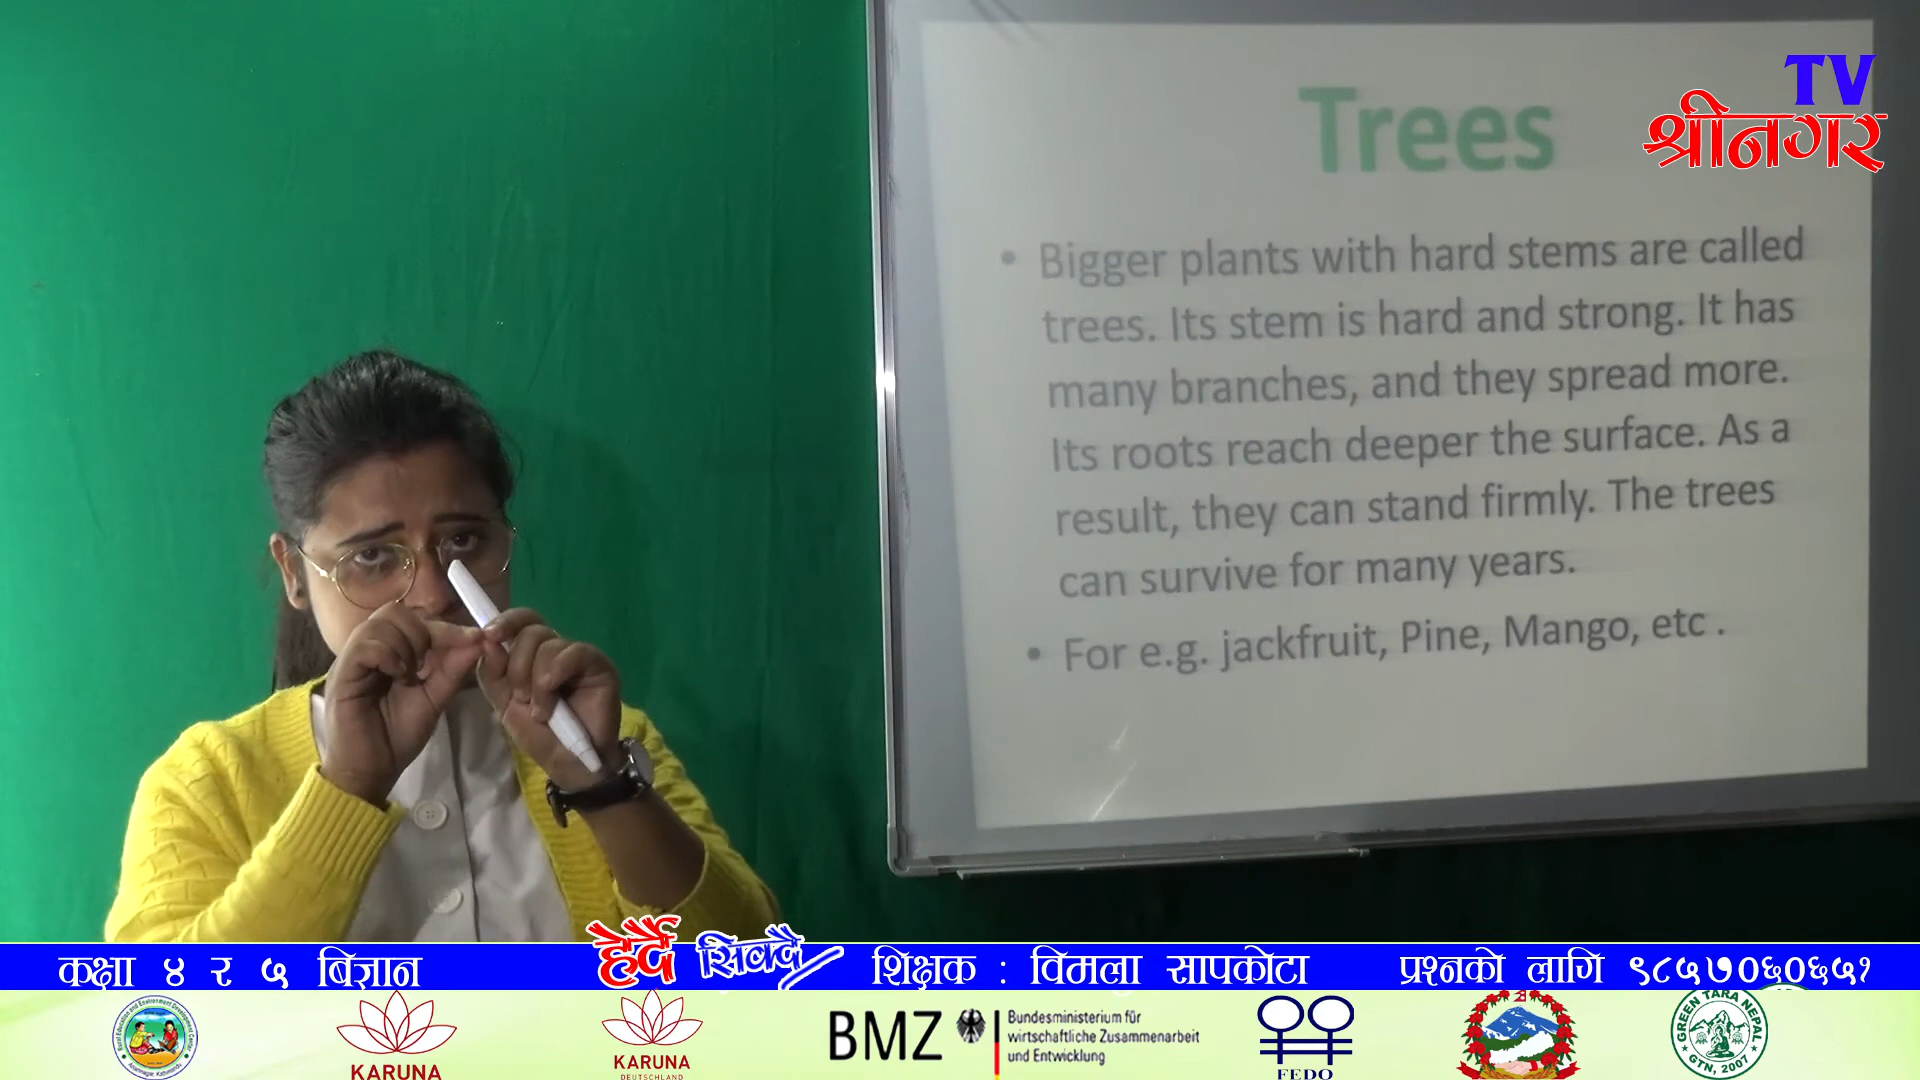 TV
श्रीनगर
Trees
• Bigger plants with hard stems are called
trees. Its stem is hard and strong. It has
many branches, and they spread more.
Its roots reach deeper the surface. As a
result, they can stand firmly. The trees
can survive for many years.
• For e.g. jackfruit, Pine, Mango, etc .
कक्षा ४ र ५ बिज्ञान
हेर्दै सिक्दै
शिक्षक : विमला सापकोटा
प्रश्नको लागि ९८५७०६०६५१
KARUNA
KARUNA
DEUTSCHLAND
BMZ
Bundesministerium für
wirtschaftliche Zusammenarbeit
und Entwicklung
FEDO
GREEN TARA NEPAL
GTN, 2007